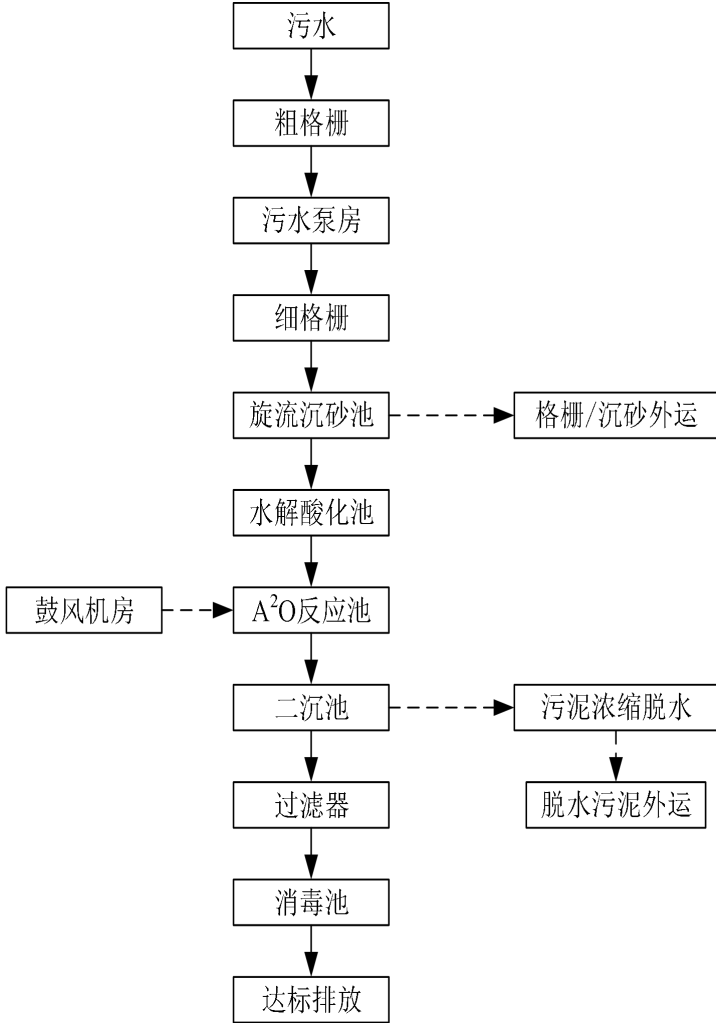 污水
粗格栅
污水泵房
细格栅
旋流沉砂池
格栅/沉砂外运
水解酸化池
鼓风机房
A²O反应池
二沉池
污泥浓缩脱水
过滤器
脱水污泥外运
消毒池
达标排放